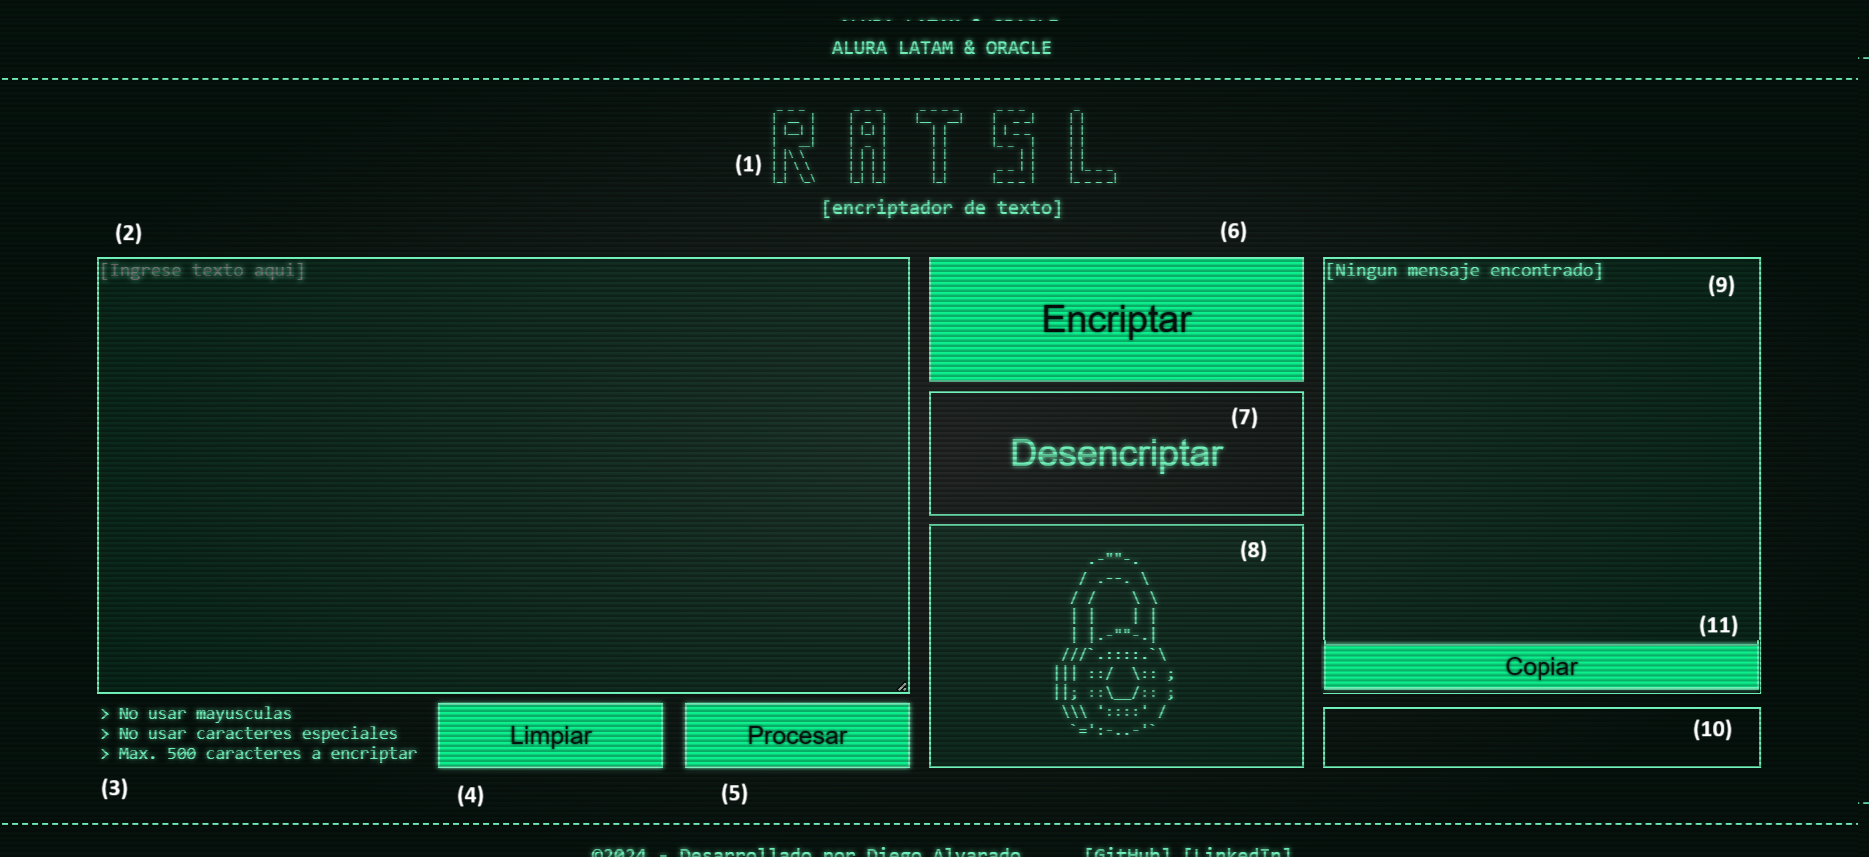 ALURA LATAM & ORACLE
RATSL
(1)
[encriptador de texto]
(2)
(6)
[Ingrese texto aqui]
Encriptar
[Ningun mensaje encontrado]
(9)
(7)
Desencriptar
(8)
(11)
Copiar
> No usar mayusculas
> No usar caracteres especiales
> Max. 500 caracteres a encriptar
Limpiar
Procesar
(10)
(3)
(4)
(5)
©2024 - Desarrollado por Diego Alvarado [GitHub] [LinkedIn]